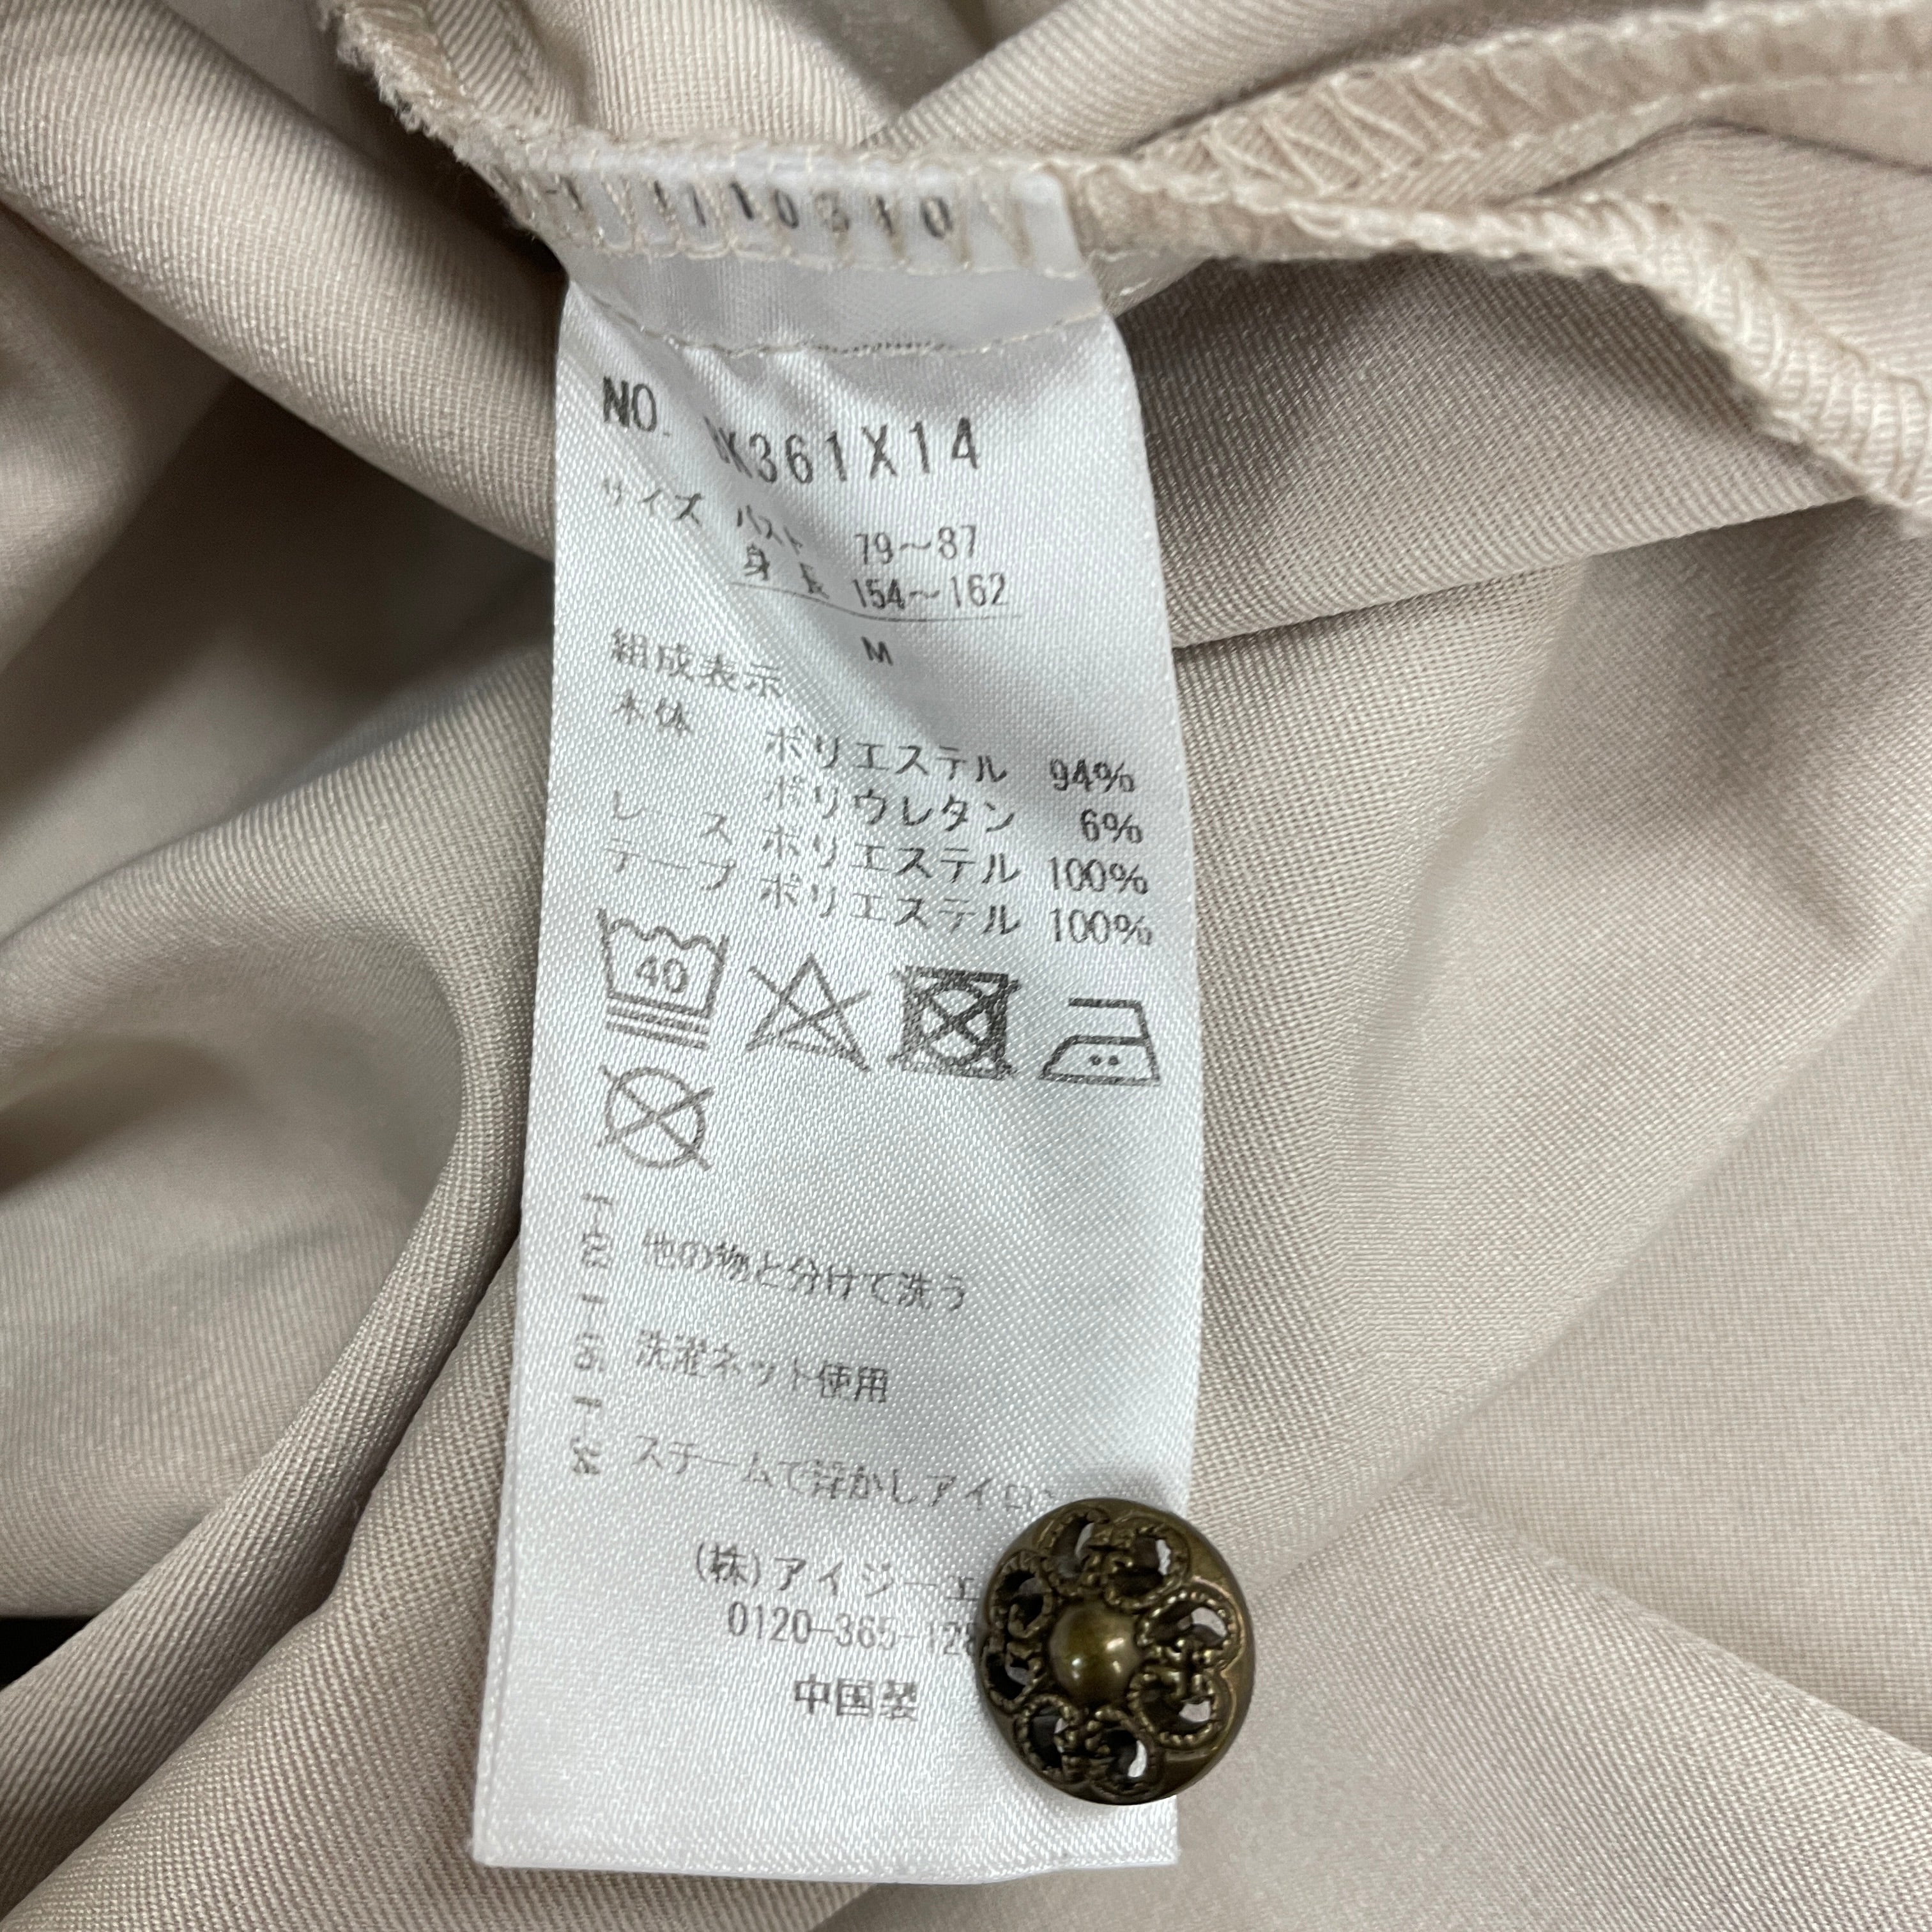 1110310
NO. BK361X14
サイズ バスト 79～87
身長 154～162
M
組成表示
本体 ポリエステル 94%
ポリウレタン 6%
レース ポリエステル 100%
テープ ポリエステル 100%
40
他の物と分けて洗う
洗濯ネット使用
スチームで浮かしアイロン
(株)アイジーエ
0120-365-12
中国製